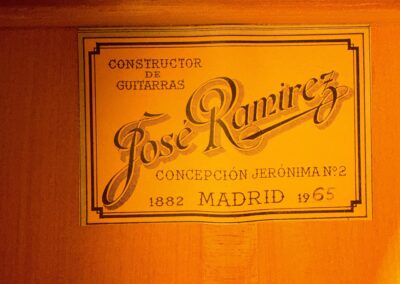 CONSTRUCTOR
DE
GUITARRAS
José Ramirez
CONCEPCIÓN JERÓNIMA Nº2
1882 MADRID 1965